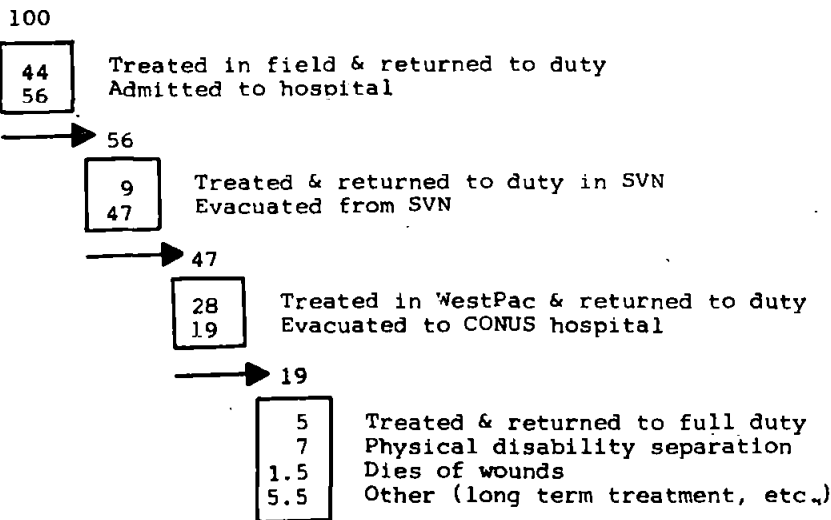 100
44 Treated in field & returned to duty
56 Admitted to hospital
56
9 Treated & returned to duty in SVN
47 Evacuated from SVN
47
28 Treated in WestPac & returned to duty
19 Evacuated to CONUS hospital
19
5 Treated & returned to full duty
7 Physical disability separation
1.5 Dies of wounds
5.5 Other (long term treatment, etc.)